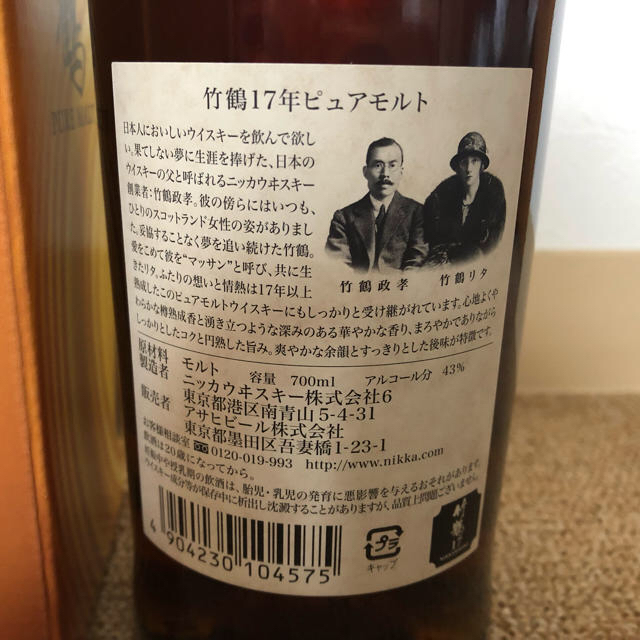 竹鶴17年ピュアモルト
日本人においしいウイスキーを飲んで欲し
い。果てしない夢に生涯を捧げた、日本の
ウイスキーの父と呼ばれるニッカウヰスキー
創業者:竹鶴政孝。彼の傍らにはいつも、
ひとりのスコットランド女性の姿がありまし
た。妥協することなく夢を追い続けた竹鶴。
愛をこめて彼を“マッサン”と呼び、共に生
きたリタ。ふたりの想いと情熱は17年以上
熟成したこのピュアモルトウイスキーにもしっかりと受け継がれています。心地よくや
わらかな樽熟成香と湧き立つような深みのある華やかな香り、まろやかでありながら
しっかりとしたコクと円熟した旨み。爽やかな余韻とすっきりとした後味が特徴です。
竹鶴政孝 竹鶴リタ
原材料 モルト 容量 700ml アルコール分 43%
製造者 ニッカウヰスキー株式会社6
東京都港区南青山5-4-31
販売者 アサヒビール株式会社
東京都墨田区吾妻橋1-23-1
お客様相談室 0120-019-993 http://www.nikka.com
飲酒は20歳になってから。
妊娠中や授乳期の飲酒は、胎児・乳児の発育に悪影響を与えるおそれがあります。
ウイスキー成分等が保存中に析出し沈澱することがありますが、品質上問題ございません。
4 904230 104575
プラ
キャップ
竹鶴
鶴
PURE MALT